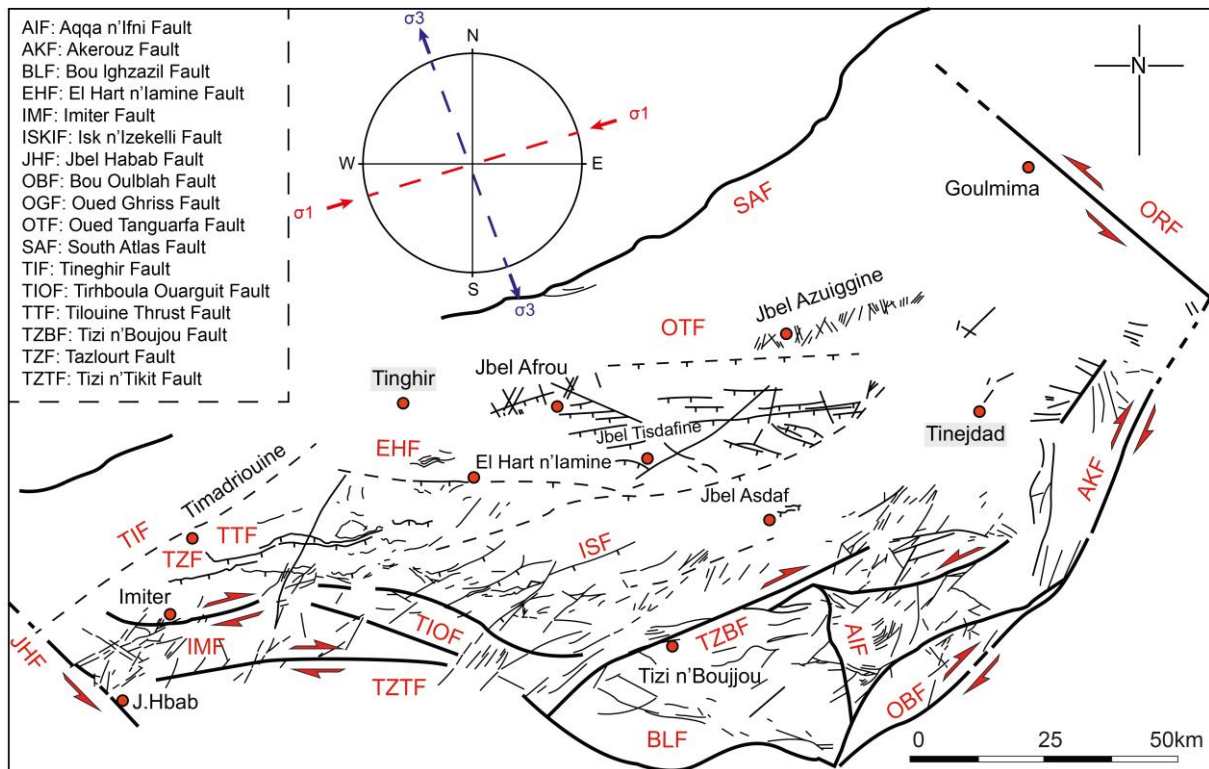 AIF: Aqqa n'Ifni Fault
AKF: Akerouz Fault
BLF: Bou Ighzazil Fault
EHF: El Hart n'Iamine Fault
IMF: Imiter Fault
ISKIF: Isk n'Izekelli Fault
JHF: Jbel Habab Fault
OBF: Bou Oulblah Fault
OGF: Oued Ghriss Fault
OTF: Oued Tanguarfa Fault
SAF: South Atlas Fault
TIF: Tineghir Fault
TIOF: Tirhboula Ouarguit Fault
TTF: Tilouine Thrust Fault
TZBF: Tizi n'Boujou Fault
TZF: Tazlourt Fault
TZTF: Tizi n'Tikit Fault
σ3
N
σ1
W
E
σ1
S
σ3
N
SAF
Goulmima
ORF
OTF
Jbel Azuiggine
Tinghir
Jbel Afrou
Jbel Tisdafine
Tinejdad
EHF
El Hart n'Iamine
AKF
Jbel Asdaf
Timadriouine
TIF
TTF
TZF
ISF
Imiter
IMF
TIOF
TZBF
AIF
JHF
J.Hbab
TZTF
Tizi n'Boujjou
OBF
BLF
0 25 50km